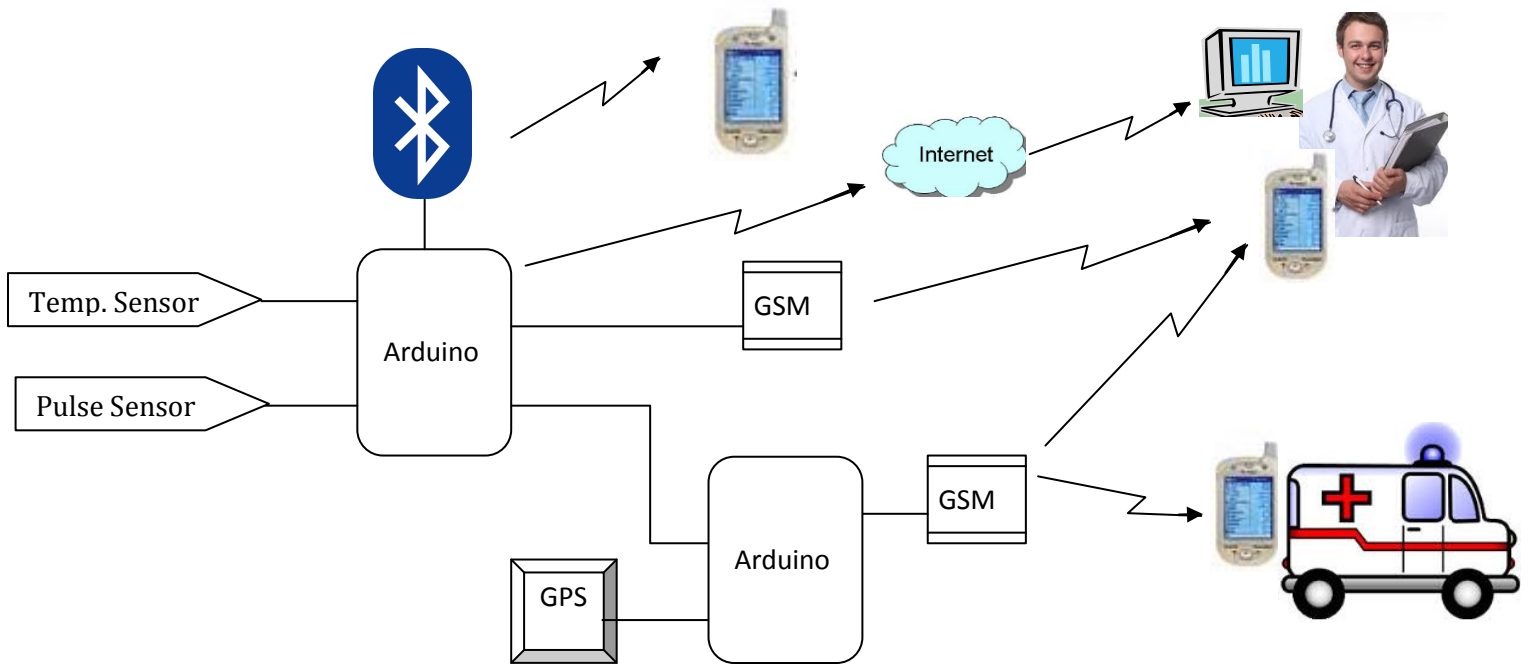 Internet
Temp. Sensor
GSM
Arduino
Pulse Sensor
GSM
Arduino
GPS